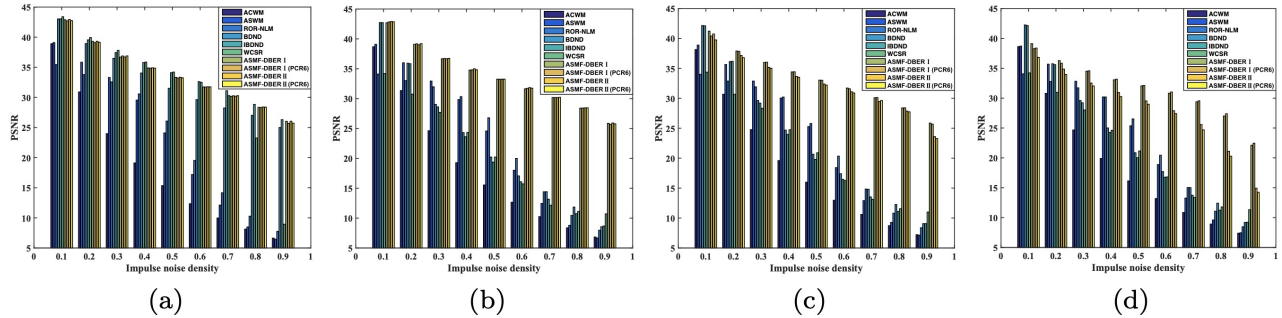 45
40
35
30
25
20
15
10
5
PSNR
0
0.1
0.2
0.3
0.4
0.5
0.6
0.7
0.8
0.9
1
Impulse noise density
ACWM
ASWM
ROR-NLM
BDND
IBDND
WCSR
ASMF-DBER I
ASMF-DBER I (PCR6)
ASMF-DBER II
ASMF-DBER II (PCR6)
(a)
45
40
35
30
25
20
15
10
5
PSNR
0
0.1
0.2
0.3
0.4
0.5
0.6
0.7
0.8
0.9
1
Impulse noise density
ACWM
ASWM
ROR-NLM
BDND
IBDND
WCSR
ASMF-DBER I
ASMF-DBER I (PCR6)
ASMF-DBER II
ASMF-DBER II (PCR6)
(b)
45
40
35
30
25
20
15
10
5
PSNR
0
0.1
0.2
0.3
0.4
0.5
0.6
0.7
0.8
0.9
1
Impulse noise density
ACWM
ASWM
ROR-NLM
BDND
IBDND
WCSR
ASMF-DBER I
ASMF-DBER I (PCR6)
ASMF-DBER II
ASMF-DBER II (PCR6)
(c)
45
40
35
30
25
20
15
10
5
PSNR
0
0.1
0.2
0.3
0.4
0.5
0.6
0.7
0.8
0.9
1
Impulse noise density
ACWM
ASWM
ROR-NLM
BDND
IBDND
WCSR
ASMF-DBER I
ASMF-DBER I (PCR6)
ASMF-DBER II
ASMF-DBER II (PCR6)
(d)